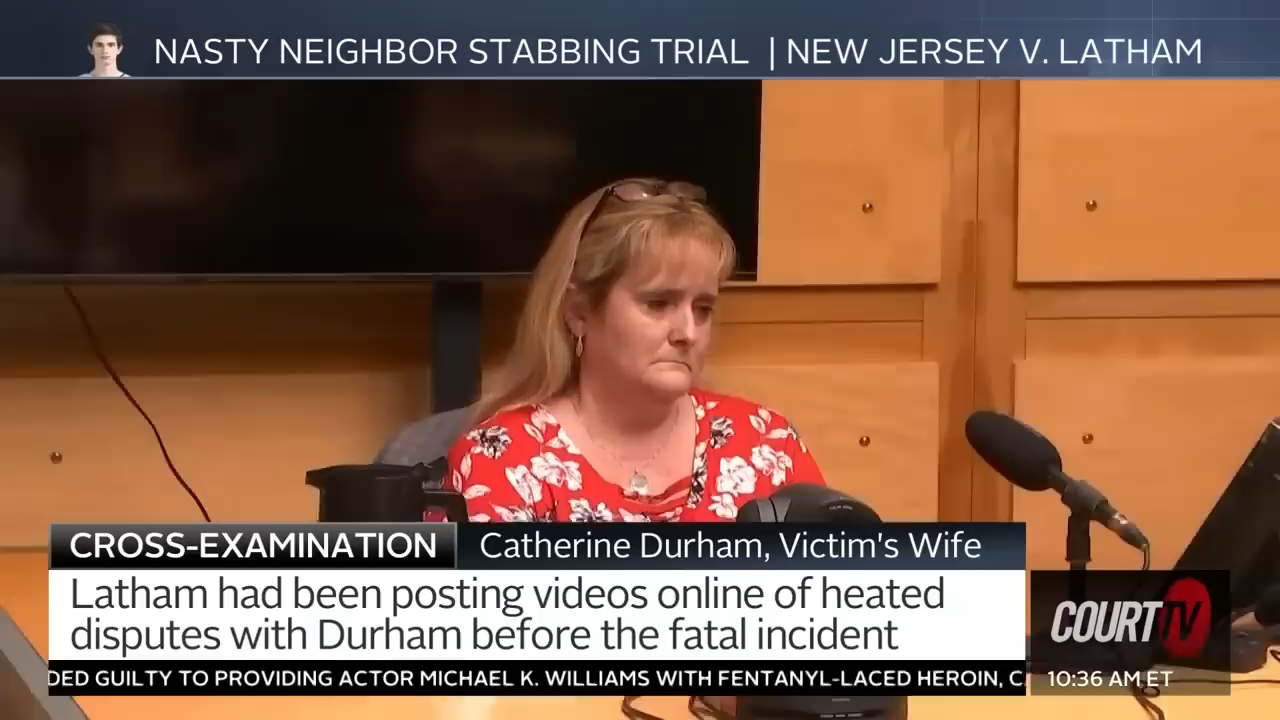 NASTY NEIGHBOR STABBING TRIAL | NEW JERSEY V. LATHAM
CROSS-EXAMINATION
Catherine Durham, Victim's Wife
Latham had been posting videos online of heated
disputes with Durham before the fatal incident
COURT TV
DED GUILTY TO PROVIDING ACTOR MICHAEL K. WILLIAMS WITH FENTANYL-LACED HEROIN, C
10:36 AM ET